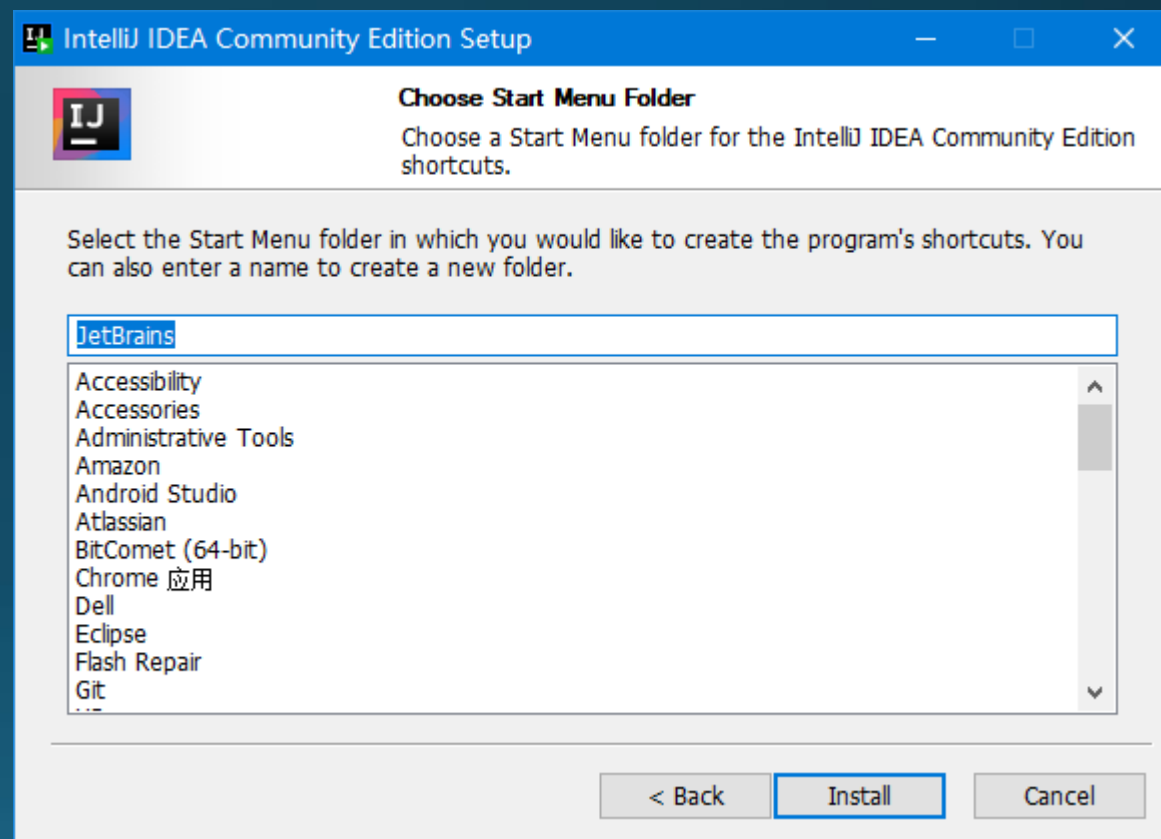 IntelliJ IDEA Community Edition Setup
IJ
Choose Start Menu Folder
Choose a Start Menu folder for the IntelliJ IDEA Community Edition
shortcuts.
Select the Start Menu folder in which you would like to create the program's shortcuts. You
can also enter a name to create a new folder.
JetBrains
Accessibility
Accessories
Administrative Tools
Amazon
Android Studio
Atlassian
BitComet (64-bit)
Chrome 应用
Dell
Eclipse
Flash Repair
Git
< Back
Install
Cancel